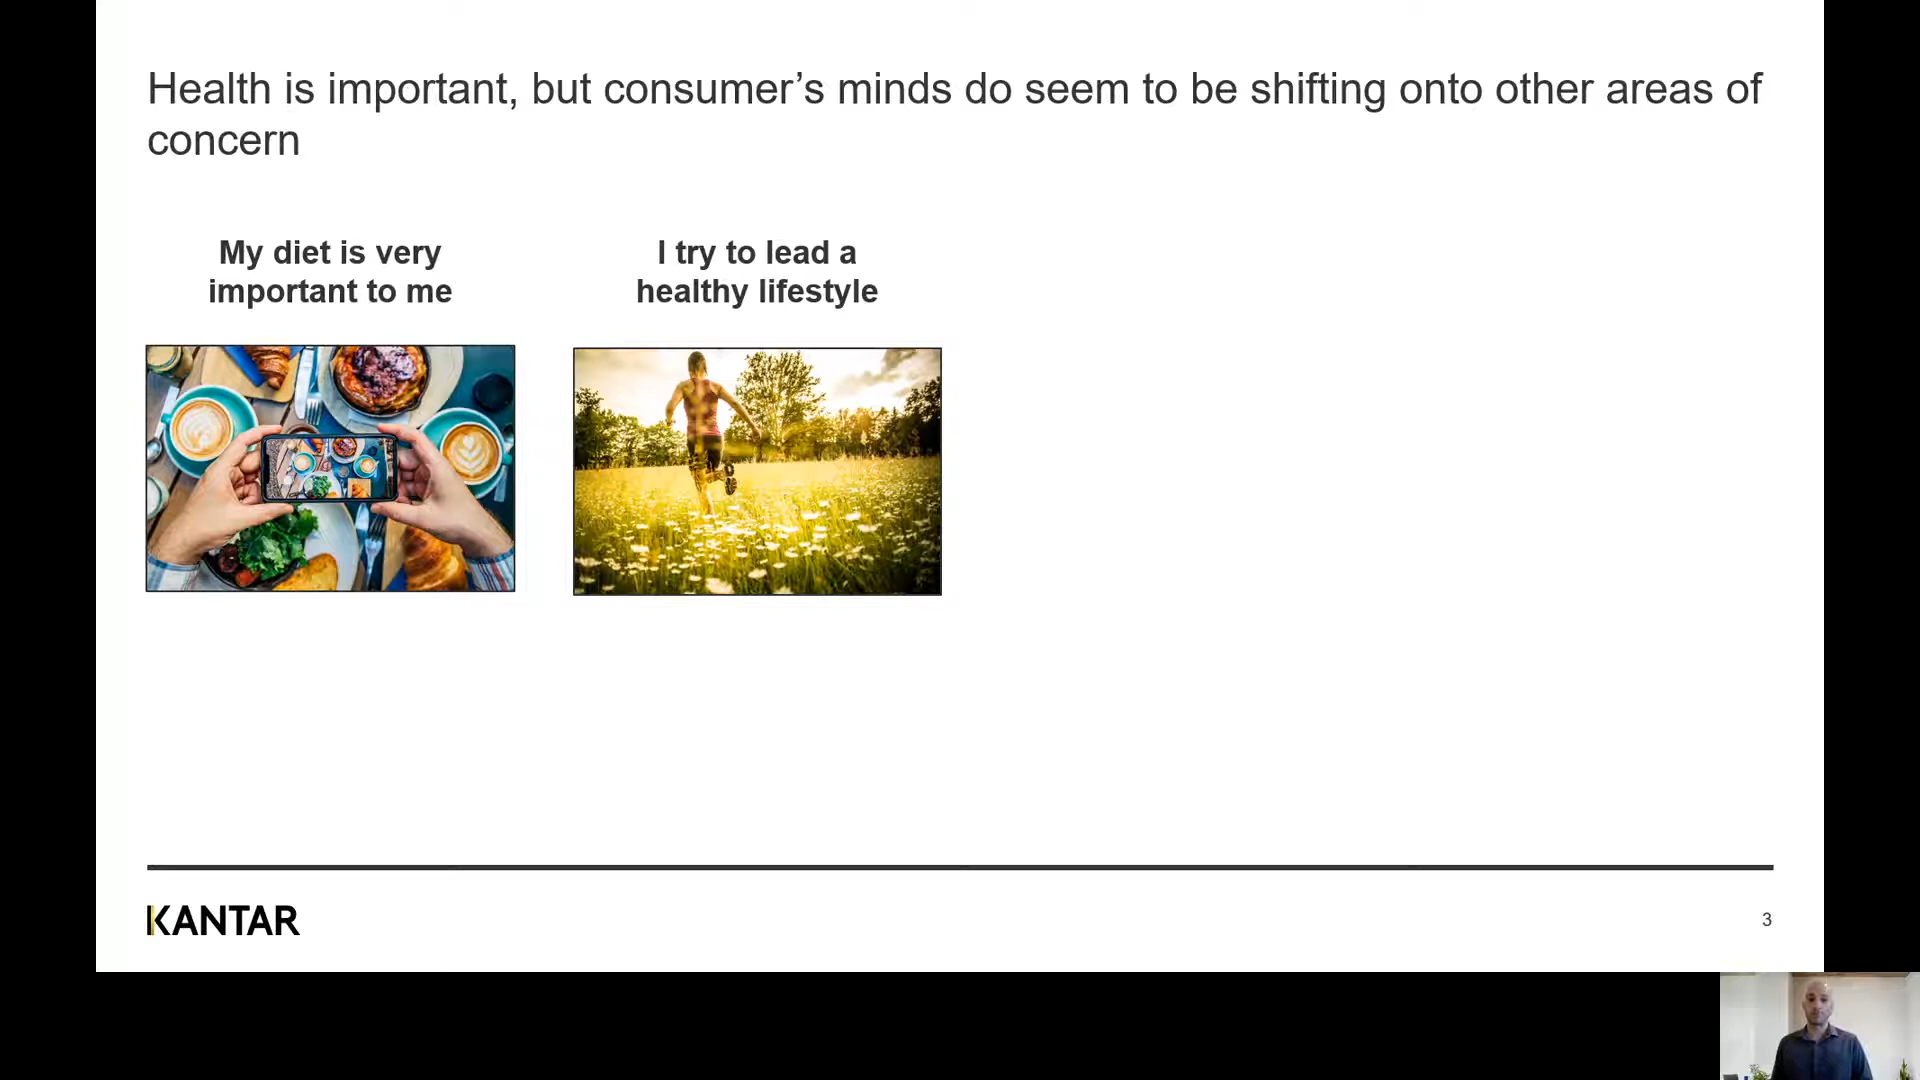 Health is important, but consumer’s minds do seem to be shifting onto other areas of
concern
My diet is very
important to me
I try to lead a
healthy lifestyle
KANTAR
3